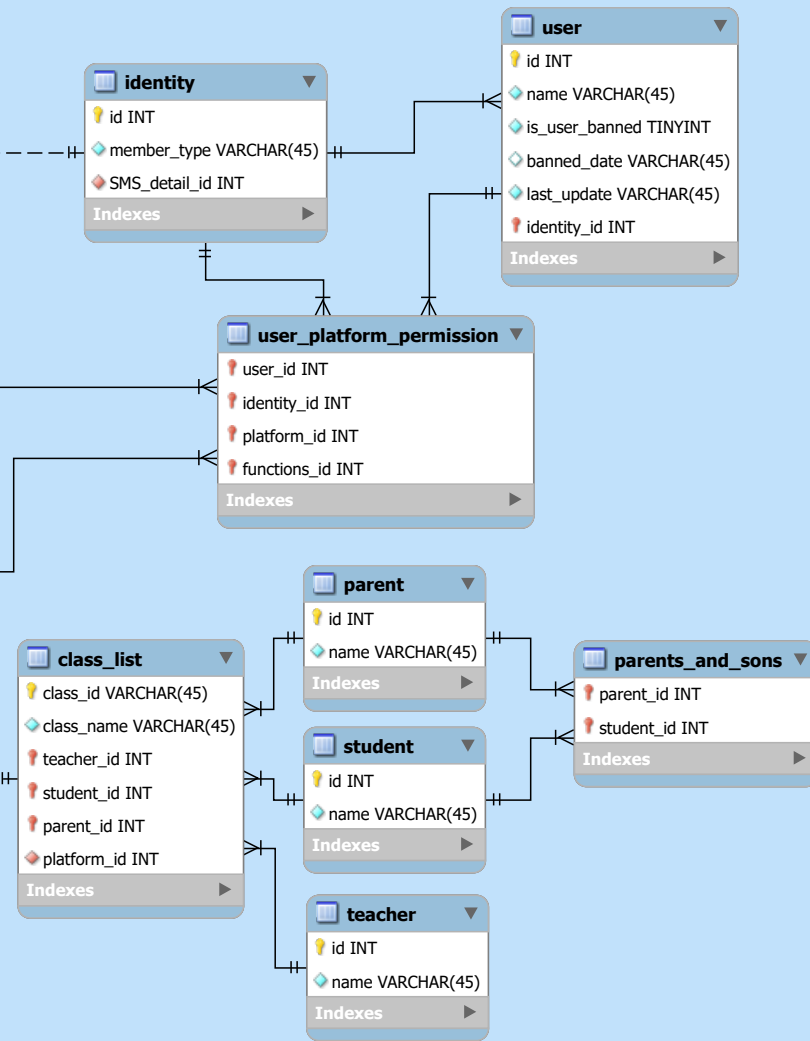 user
id INT
name VARCHAR(45)
is_user_banned TINYINT
banned_date VARCHAR(45)
last_update VARCHAR(45)
identity_id INT
Indexes
identity
id INT
member_type VARCHAR(45)
SMS_detail_id INT
Indexes
user_platform_permission
user_id INT
identity_id INT
platform_id INT
functions_id INT
Indexes
parent
id INT
name VARCHAR(45)
Indexes
class_list
class_id VARCHAR(45)
class_name VARCHAR(45)
teacher_id INT
student_id INT
parent_id INT
platform_id INT
Indexes
parents_and_sons
parent_id INT
student_id INT
Indexes
student
id INT
name VARCHAR(45)
Indexes
teacher
id INT
name VARCHAR(45)
Indexes